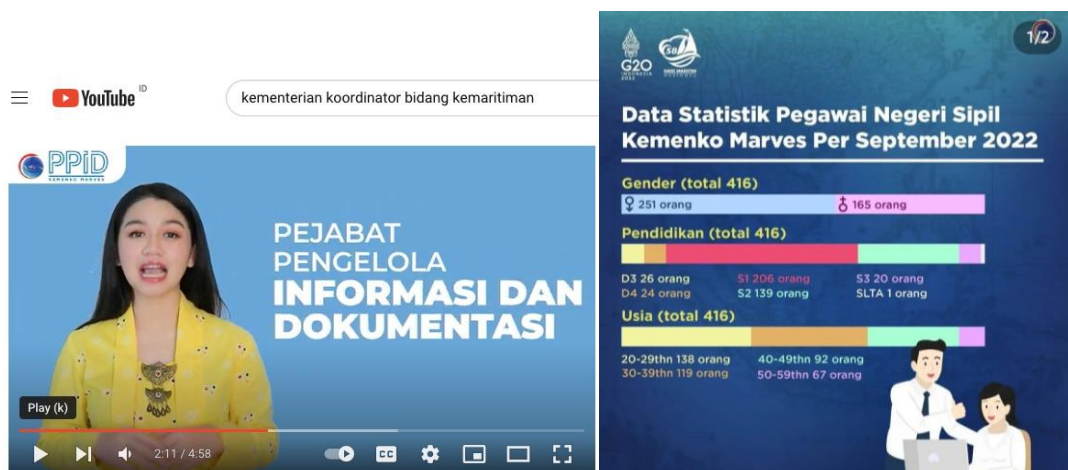 YouTube ID
kementerian koordinator bidang kemaritiman
PPiD
KEMENKO MARVES
PEJABAT
PENGELOLA
INFORMASI DAN
DOKUMENTASI
Play (k)
2:11 / 4:58
CC
1/2
G20
INDONESIA
2022
Data Statistik Pegawai Negeri Sipil
Kemenko Marves Per September 2022
Gender (total 416)
251 orang 165 orang
Pendidikan (total 416)
D3 26 orang S1 206 orang S3 20 orang
D4 24 orang S2 139 orang SLTA 1 orang
Usia (total 416)
20-29thn 138 orang 40-49thn 92 orang
30-39thn 119 orang 50-59thn 67 orang